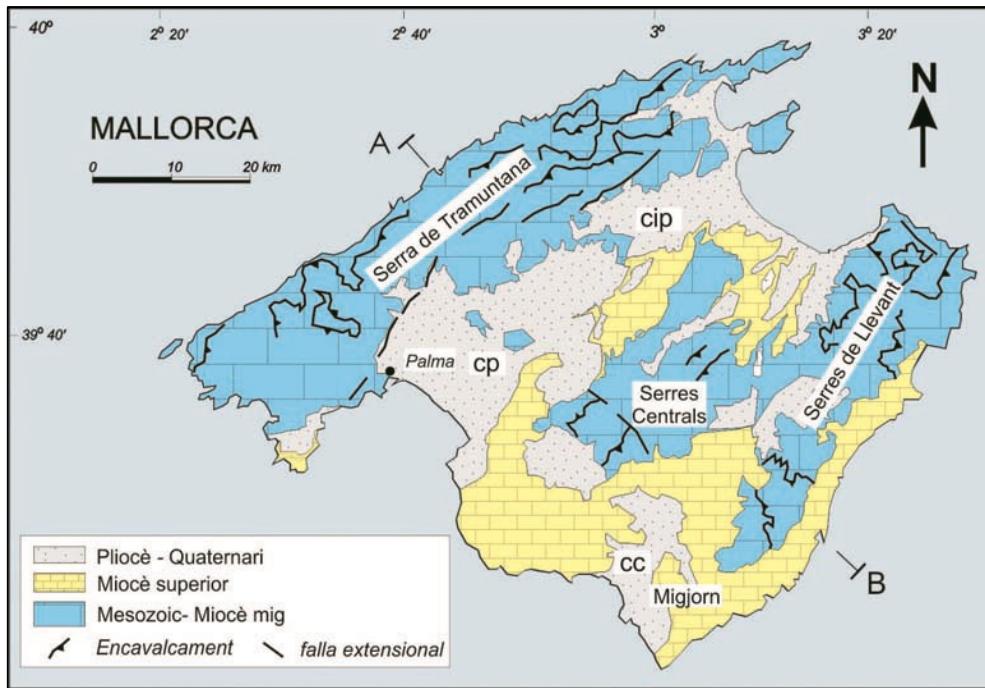 40º
2º 20'
2º 40'
3º
3º 20'
N
MALLORCA
0 10 20 km
A
Serra de Tramuntana
cip
39º 40'
Palma
cp
Serres
Centrals
Serres de Llevant
cc
Migjorn
B
Pliocè - Quaternari
Miocè superior
Mesozoic- Miocè mig
Encavalcament falla extensional